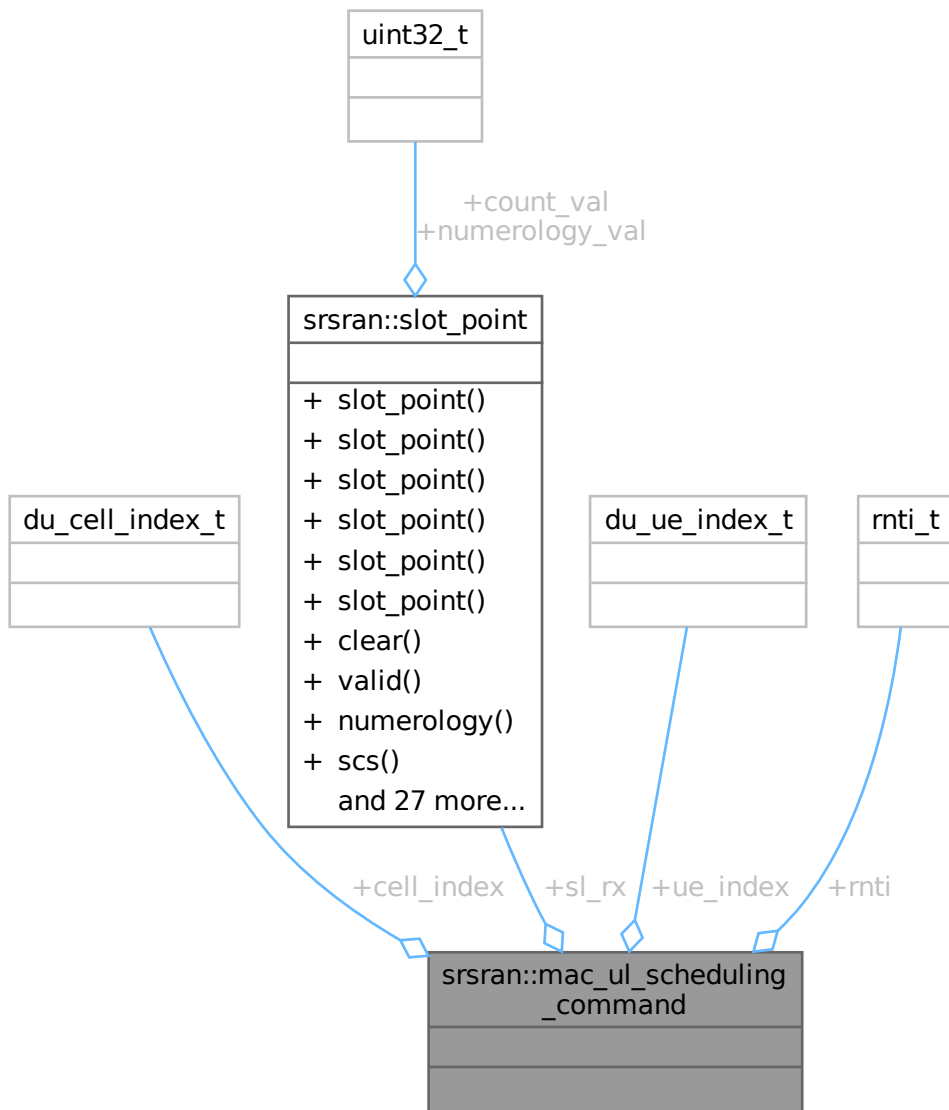 uint32_t
+count_val
+numerology_val
srsran::slot_point
+ slot_point()
+ slot_point()
+ slot_point()
+ slot_point()
+ slot_point()
+ slot_point()
+ clear()
+ valid()
+ numerology()
+ scs()
and 27 more...
du_cell_index_t
du_ue_index_t
rnti_t
+cell_index
+sl_rx
+ue_index
+rnti
srsran::mac_ul_scheduling
_command